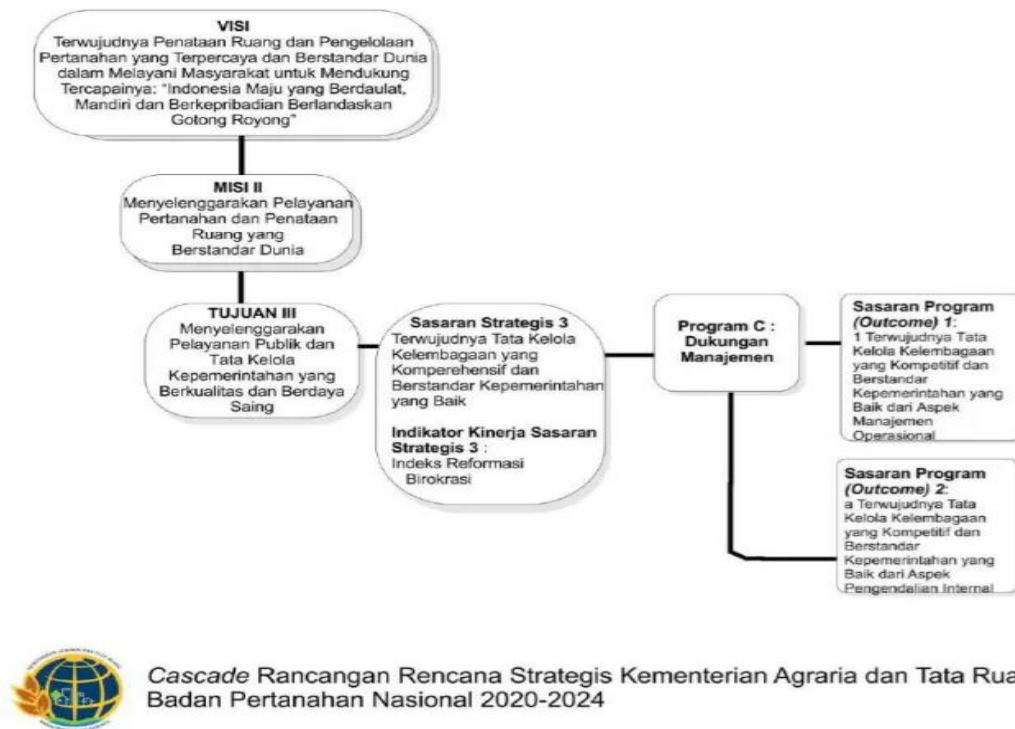 VISI
Terwujudnya Penataan Ruang dan Pengelolaan
Pertanahan yang Terpercaya dan Berstandar Dunia
dalam Melayani Masyarakat untuk Mendukung
Tercapainya: "Indonesia Maju yang Berdaulat,
Mandiri dan Berkepribadian Berlandaskan
Gotong Royong"
MISI II
Menyelenggarakan Pelayanan
Pertanahan dan Penataan
Ruang yang
Berstandar Dunia
TUJUAN III
Menyelenggarakan
Pelayanan Publik dan
Tata Kelola
Kepemerintahan yang
Berkualitas dan Berdaya
Saing
Sasaran Strategis 3
Terwujudnya Tata Kelola
Kelembagaan yang
Komperehensif dan
Berstandar Kepemerintahan
yang Baik
Indikator Kinerja Sasaran
Strategis 3 :
Indeks Reformasi
Birokrasi
Program C :
Dukungan
Manajemen
Sasaran Program
(Outcome) 1:
1 Terwujudnya Tata
Kelola Kelembagaan
yang Kompetitif dan
Berstandar
Kepemerintahan yang
Baik dari Aspek
Manajemen
Operasional
Sasaran Program
(Outcome) 2:
a Terwujudnya Tata
Kelola Kelembagaan
yang Kompetitif dan
Berstandar
Kepemerintahan yang
Baik dari Aspek
Pengendalian Internal
Cascade Rancangan Rencana Strategis Kementerian Agraria dan Tata Rua
Badan Pertanahan Nasional 2020-2024